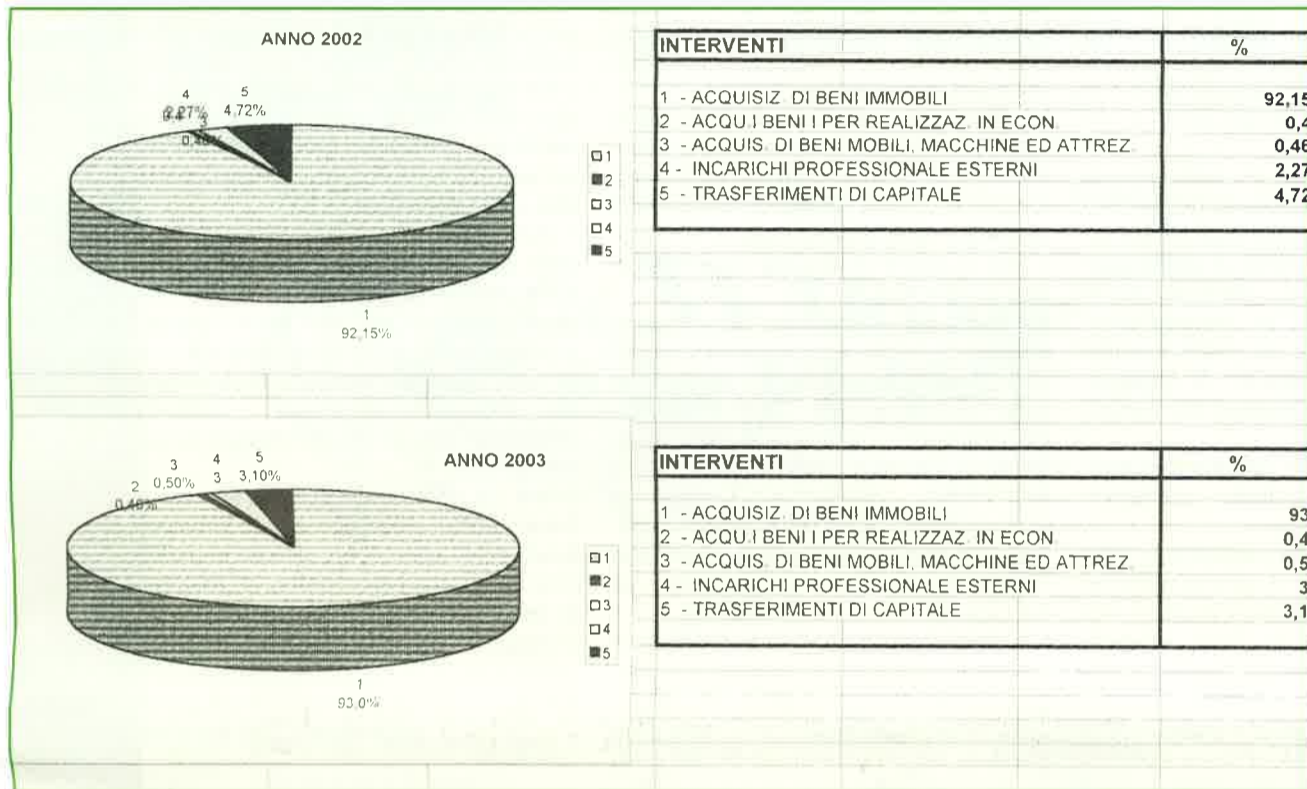 ANNO 2002
4
5
4,72%
3
1
2
3
4
5
1
92,15%
INTERVENTI %
1 - ACQUISIZ. DI BENI IMMOBILI 92,15
2 - ACQU.I BENI I PER REALIZZAZ. IN ECON. 0,4
3 - ACQUIS. DI BENI MOBILI, MACCHINE ED ATTREZ. 0,46
4 - INCARICHI PROFESSIONALE ESTERNI 2,27
5 - TRASFERIMENTI DI CAPITALE 4,72
ANNO 2003
3
0,50%
4
3
5
3,10%
2
1
2
3
4
5
1
93,0%
INTERVENTI %
1 - ACQUISIZ. DI BENI IMMOBILI 93
2 - ACQU.I BENI I PER REALIZZAZ. IN ECON. 0,4
3 - ACQUIS. DI BENI MOBILI, MACCHINE ED ATTREZ. 0,5
4 - INCARICHI PROFESSIONALE ESTERNI 3
5 - TRASFERIMENTI DI CAPITALE 3,1